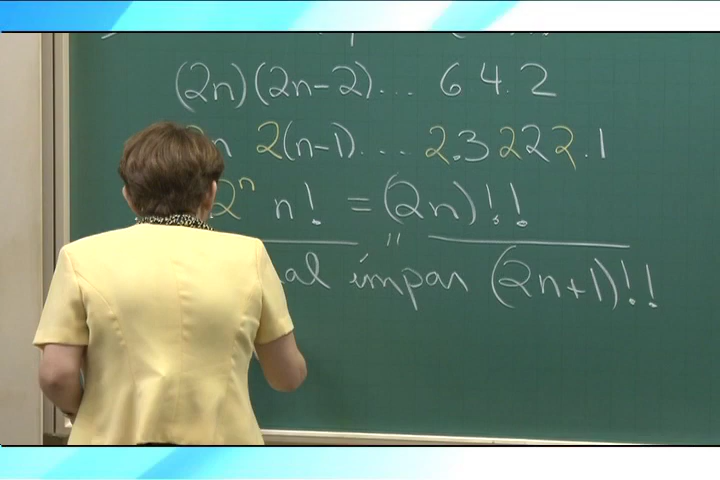 (2n)(2n-2).... 6 4.2
2n 2(n-1).... 2.3 2 2 2.1
2ⁿ n! = (2n)!!
" 
ímpar (2n+1)!!